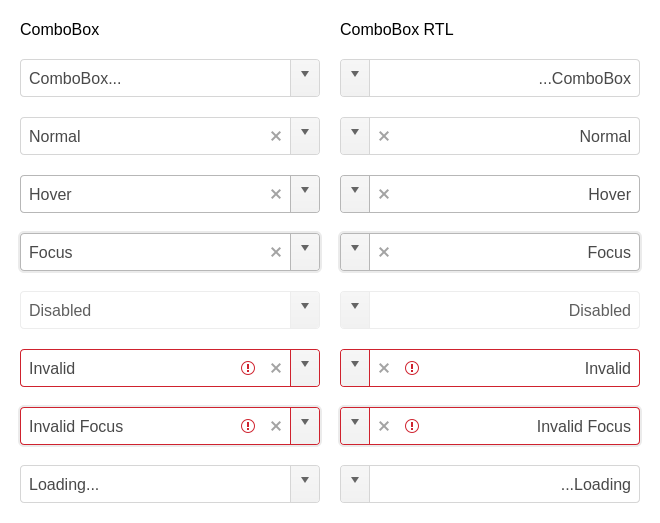 ComboBox
ComboBox RTL
ComboBox...
...ComboBox
Normal
Normal
Hover
Hover
Focus
Focus
Disabled
Disabled
Invalid
Invalid
Invalid Focus
Invalid Focus
Loading...
...Loading